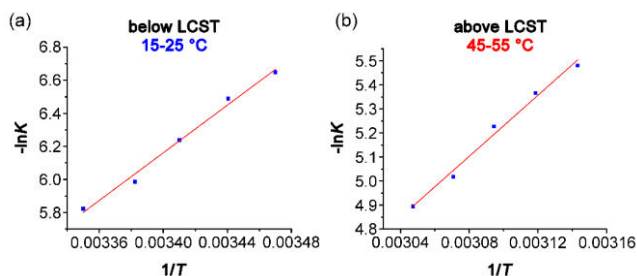 (a)
below LCST
15-25 °C
6.8
6.6
6.4
6.2
6.0
5.8
-lnK
0.00336 0.00340 0.00344 0.00348
1/T
(b)
above LCST
45-55 °C
5.5
5.4
5.3
5.2
5.1
5.0
4.9
4.8
-lnK
0.00304 0.00308 0.00312 0.00316
1/T